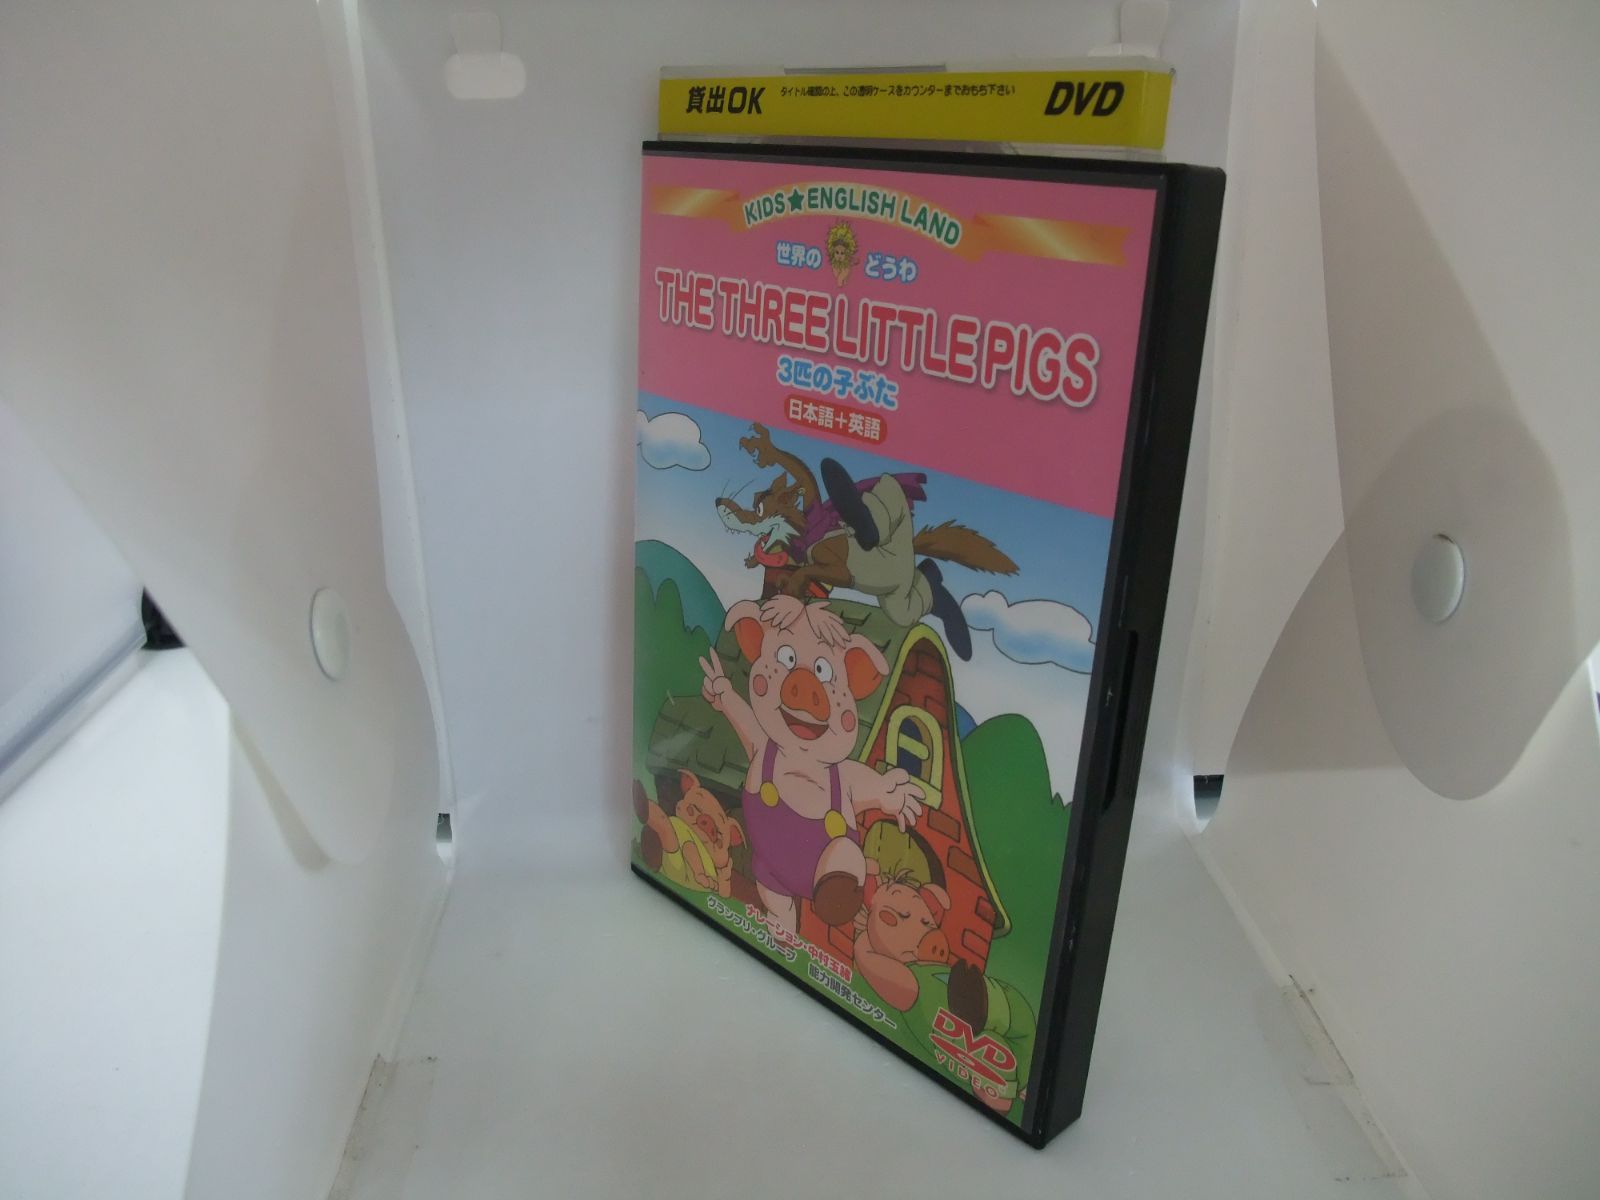 貸出OK
タイトル確認の上、この透明ケースをカウンターまでおもち下さい
DVD
KIDS★ENGLISH LAND
世界の どうわ
THE THREE LITTLE PIGS
3匹の子ぶた
日本語＋英語
ナレーション・中村玉緒
グランプリ・グループ 能力開発センター
DVD
VIDEO